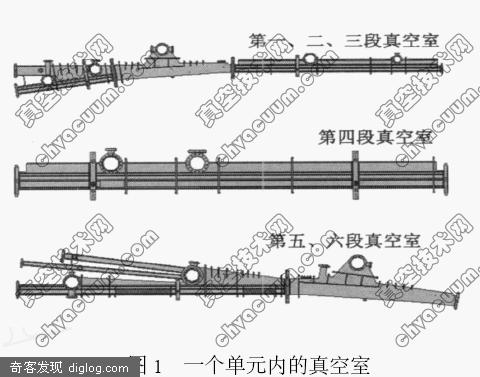 第一、二、三段真空室
第四段真空室
第五、六段真空室
图1 一个单元内的真空室
真空技术网
chvacuum.com
奇客发现 diglog.com